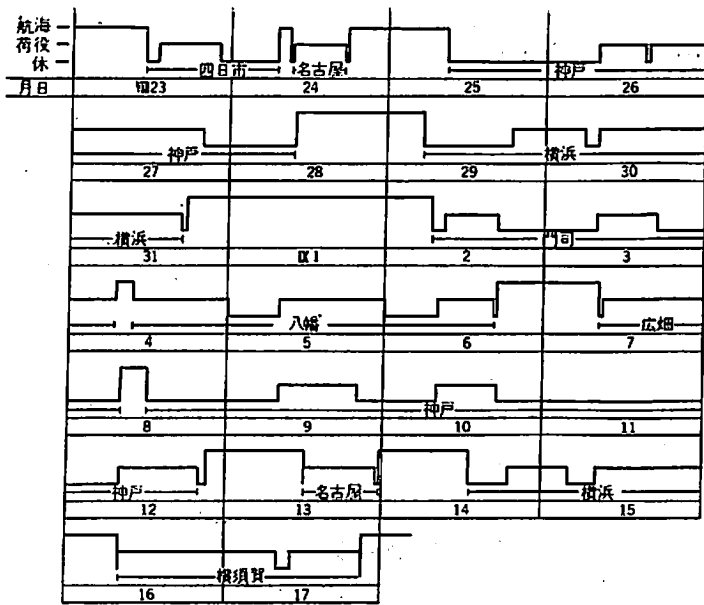 航海
荷役
休
四日市 名古屋 神戸
月日 Ⅷ23 24 25 26
神戸 横浜
27 28 29 30
横浜 門司
31 Ⅸ1 2 3
八幡 広畑
4 5 6 7
神戸
8 9 10 11
神戸 名古屋 横浜
12 13 14 15
横須賀
16 17